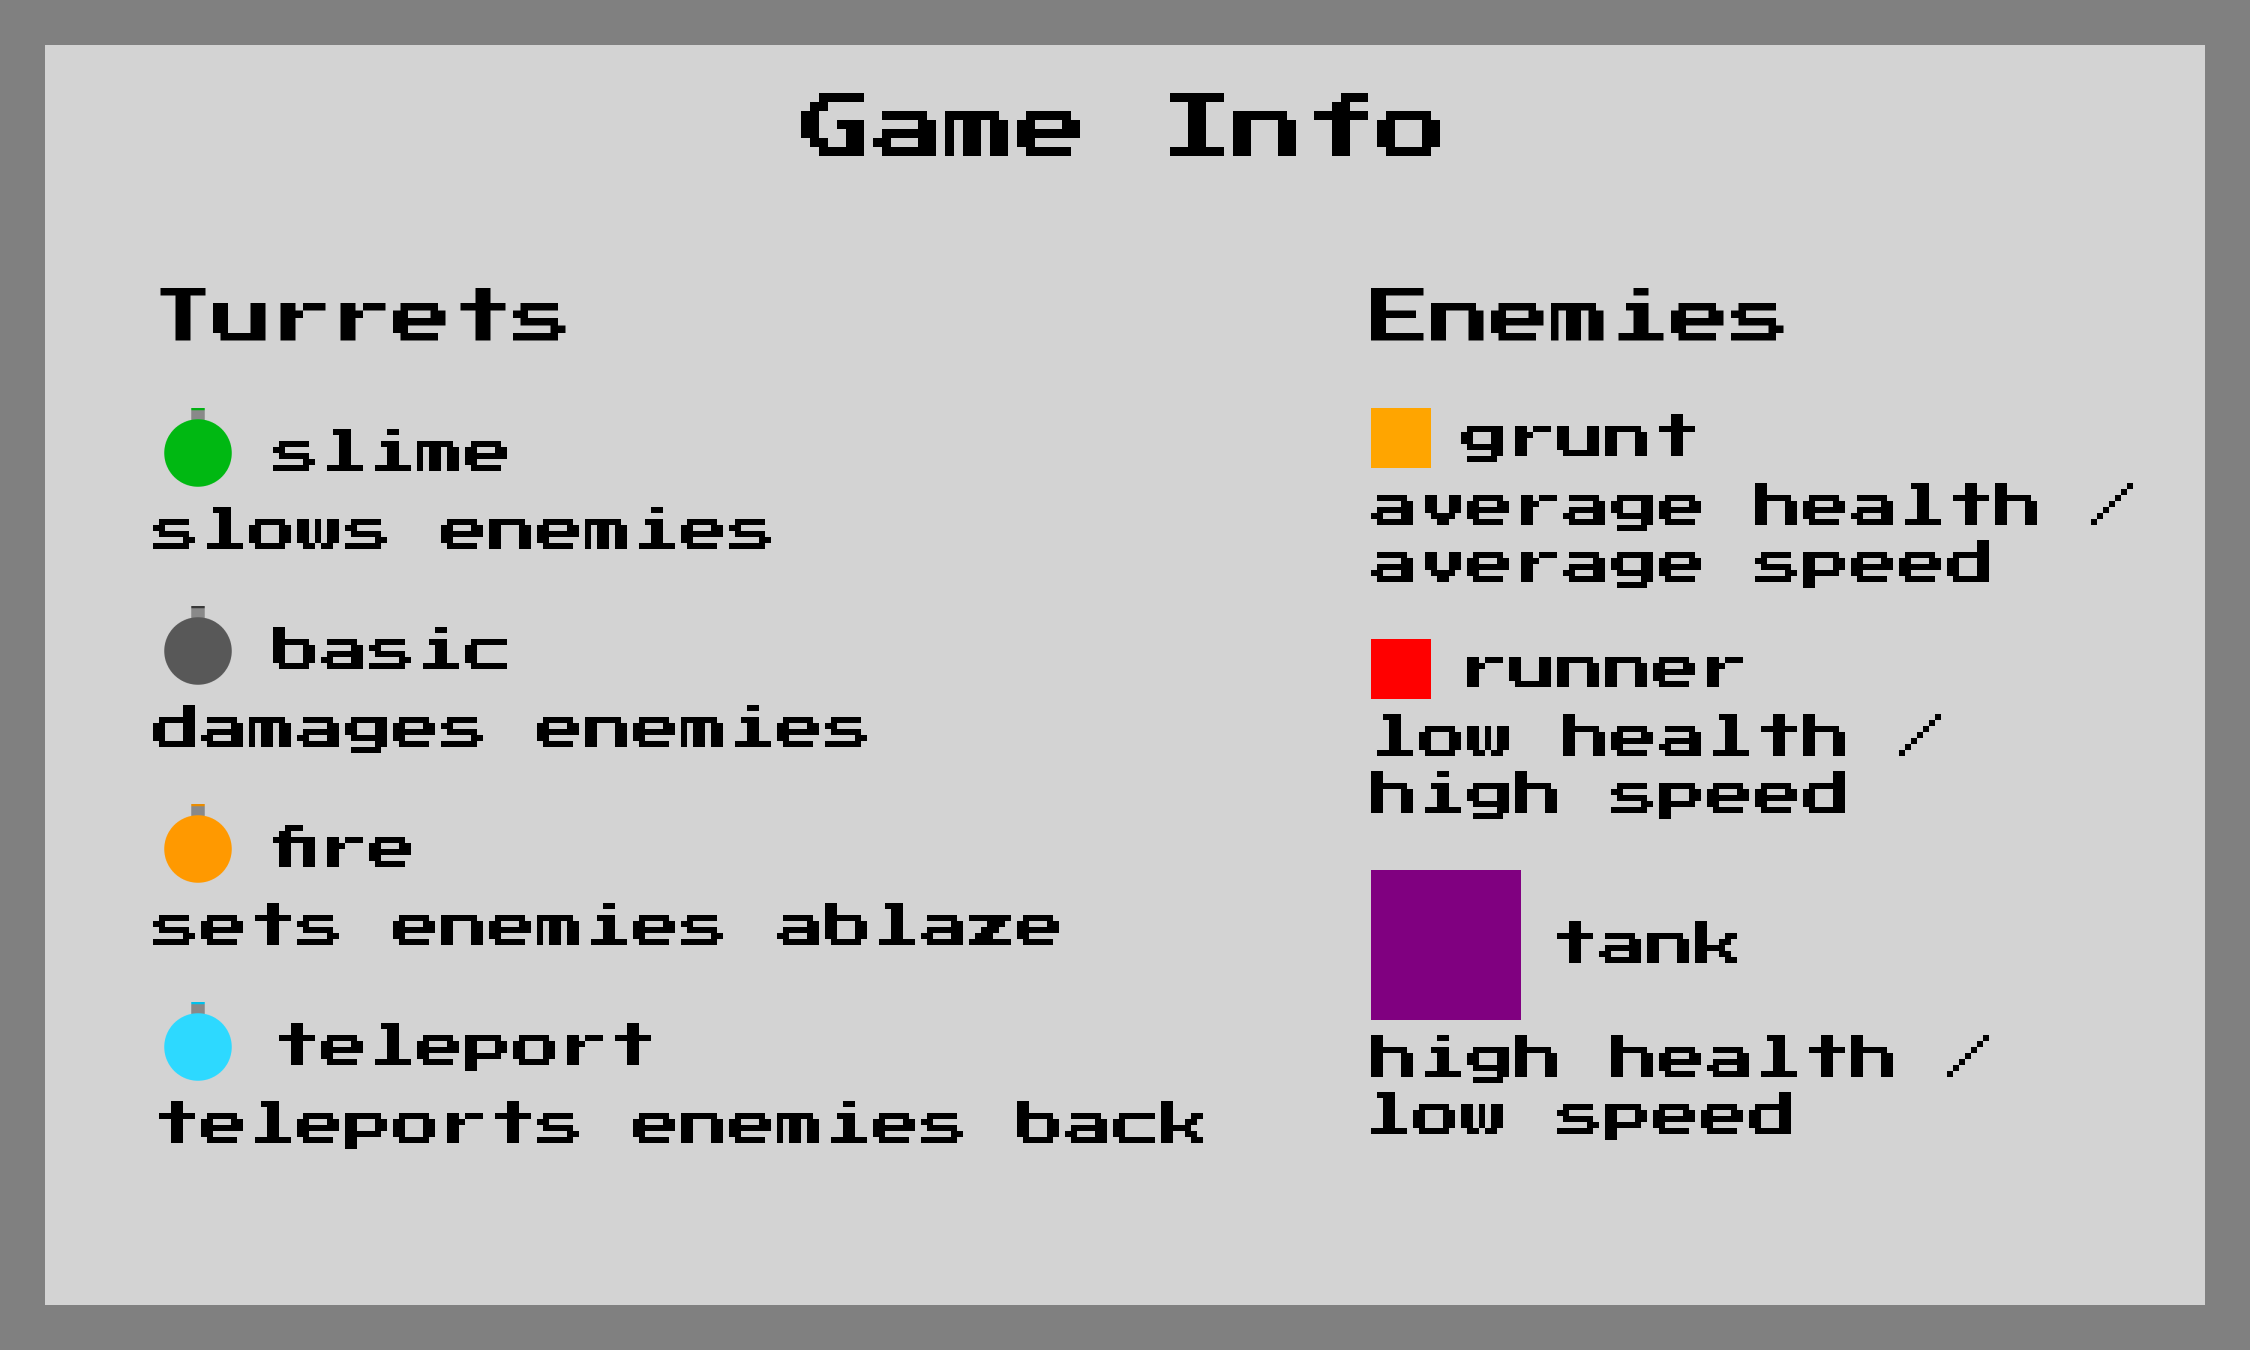 Game Info
Turrets
slime
slows enemies
basic
damages enemies
fire
sets enemies ablaze
teleport
teleports enemies back
Enemies
grunt
average health /
average speed
runner
low health /
high speed
tank
high health /
low speed